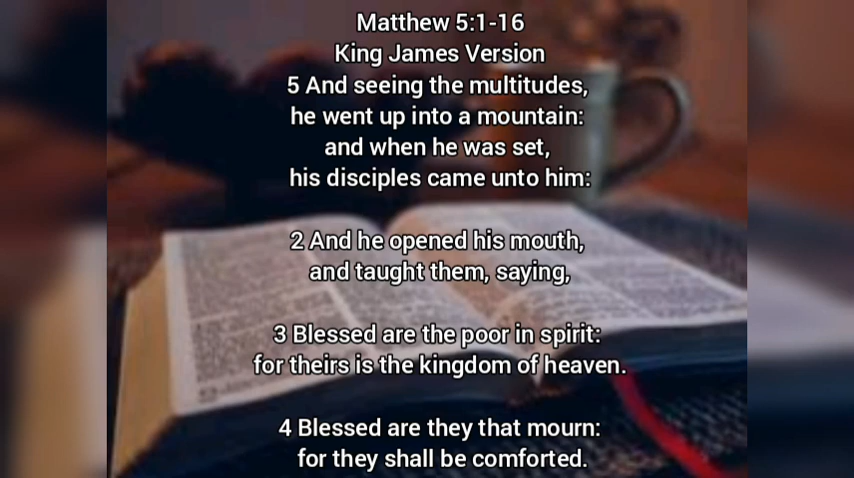 Matthew 5:1-16
King James Version
5 And seeing the multitudes,
he went up into a mountain:
and when he was set,
his disciples came unto him:
2 And he opened his mouth,
and taught them, saying,
3 Blessed are the poor in spirit:
for theirs is the kingdom of heaven.
4 Blessed are they that mourn:
for they shall be comforted.